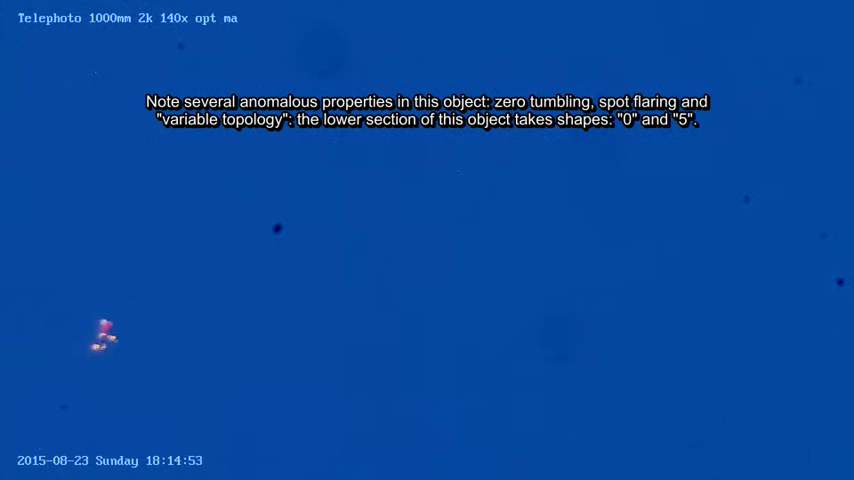 Telephoto 1000mm 2k 140x opt ma
Note several anomalous properties in this object: zero tumbling, spot flaring and
"variable topology": the lower section of this object takes shapes: "0" and "5".
2015-08-23 Sunday 18:14:53